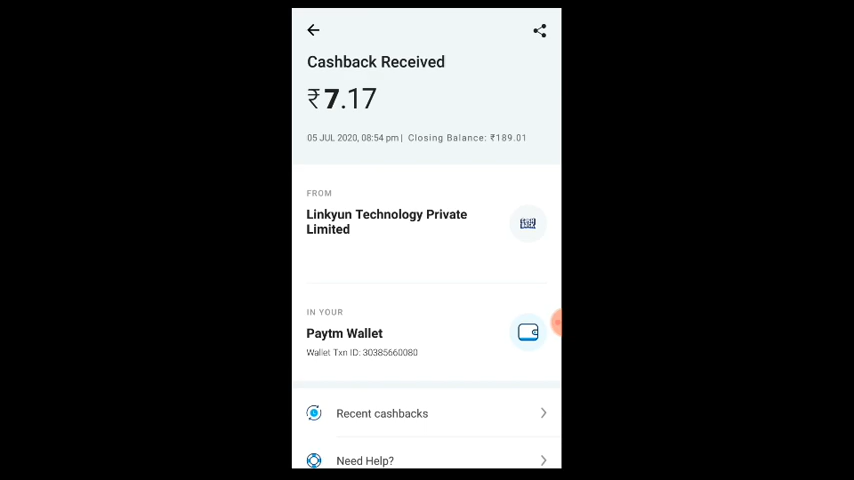 Cashback Received
₹7.17
05 JUL 2020, 08:54 pm| Closing Balance: ₹189.01
FROM
Linkyun Technology Private
Limited
IN YOUR
Paytm Wallet
Wallet Txn ID: 30385660080
Recent cashbacks
Need Help?